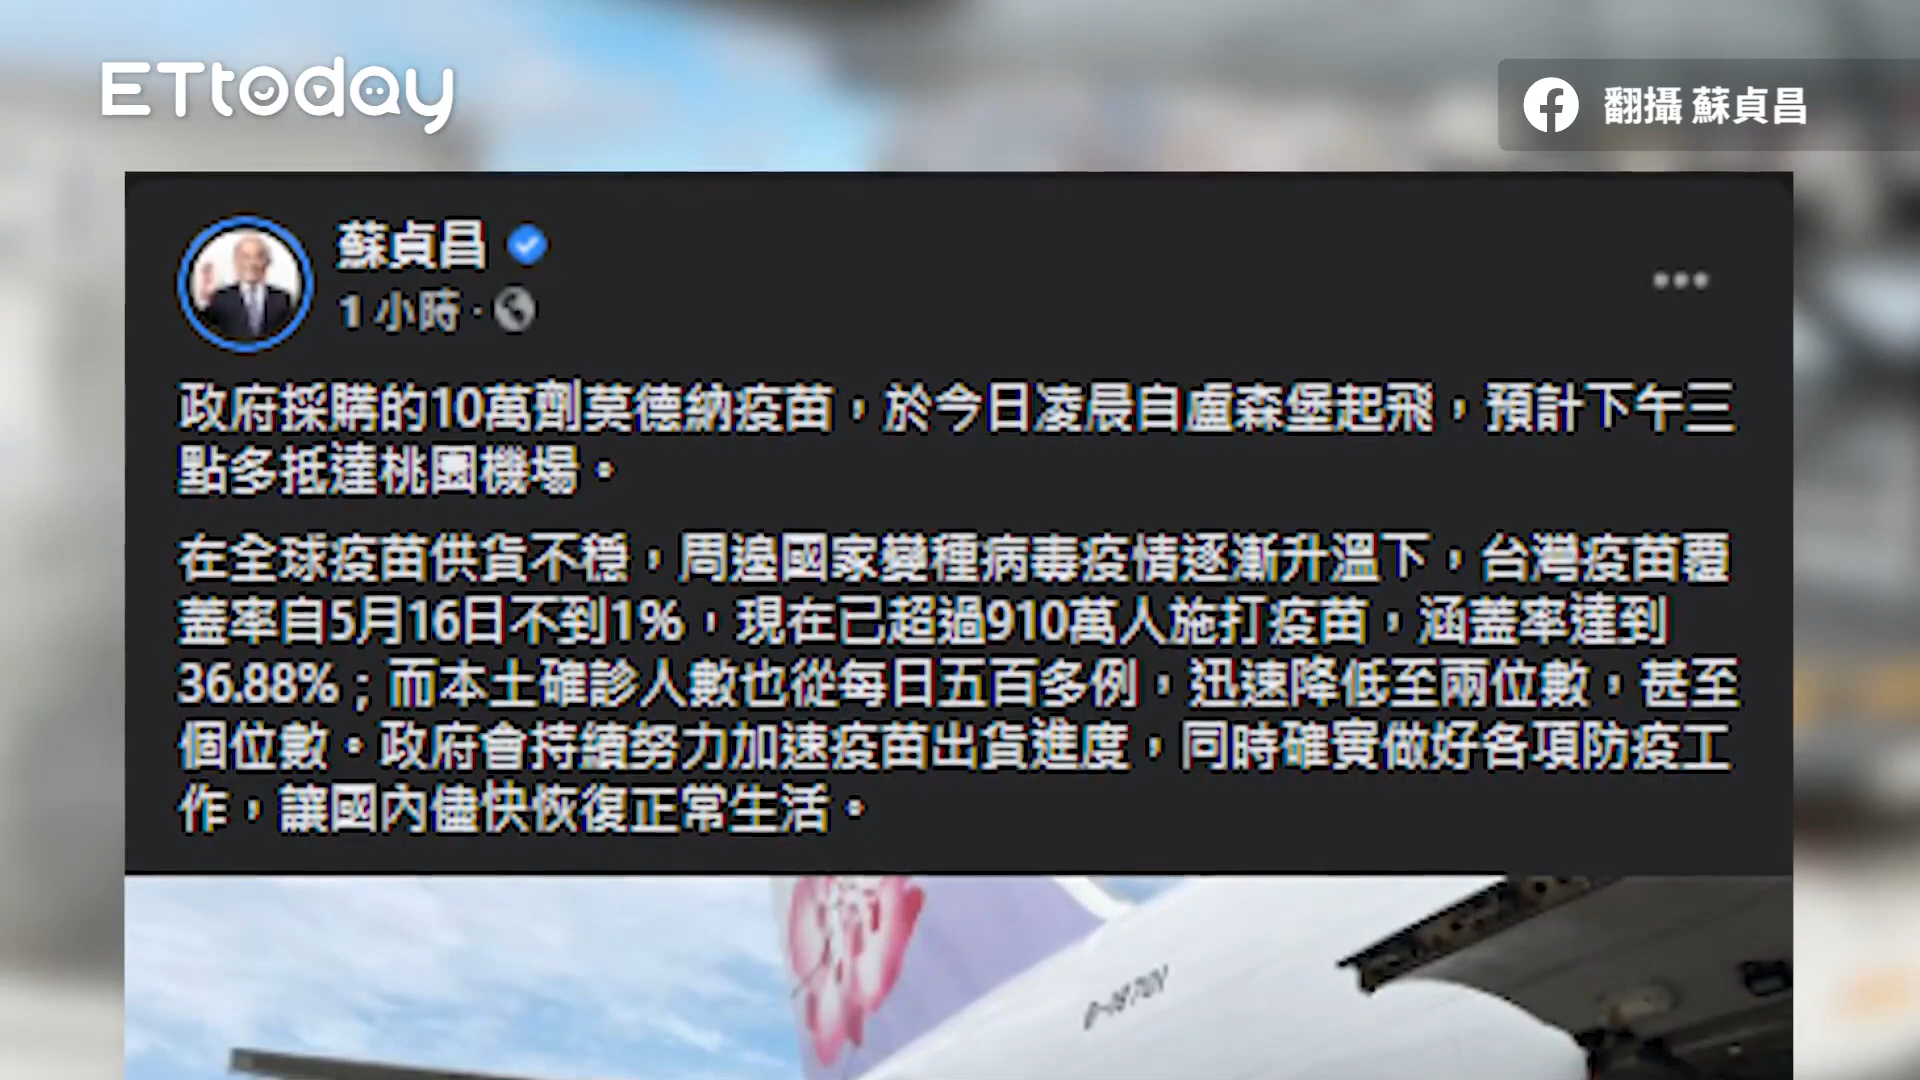 ETtoday
翻攝 蘇貞昌
蘇貞昌
1 小時 ·
政府採購的10萬劑莫德納疫苗，於今日凌晨自盧森堡起飛，預計下午三
點多抵達桃園機場。
在全球疫苗供貨不穩，周邊國家變種病毒疫情逐漸升溫下，台灣疫苗覆
蓋率自5月16日不到1%，現在已超過910萬人施打疫苗，涵蓋率達到
36.88%；而本土確診人數也從每日五百多例，迅速降低至兩位數，甚至
個位數。政府會持續努力加速疫苗出貨進度，同時確實做好各項防疫工
作，讓國內儘快恢復正常生活。